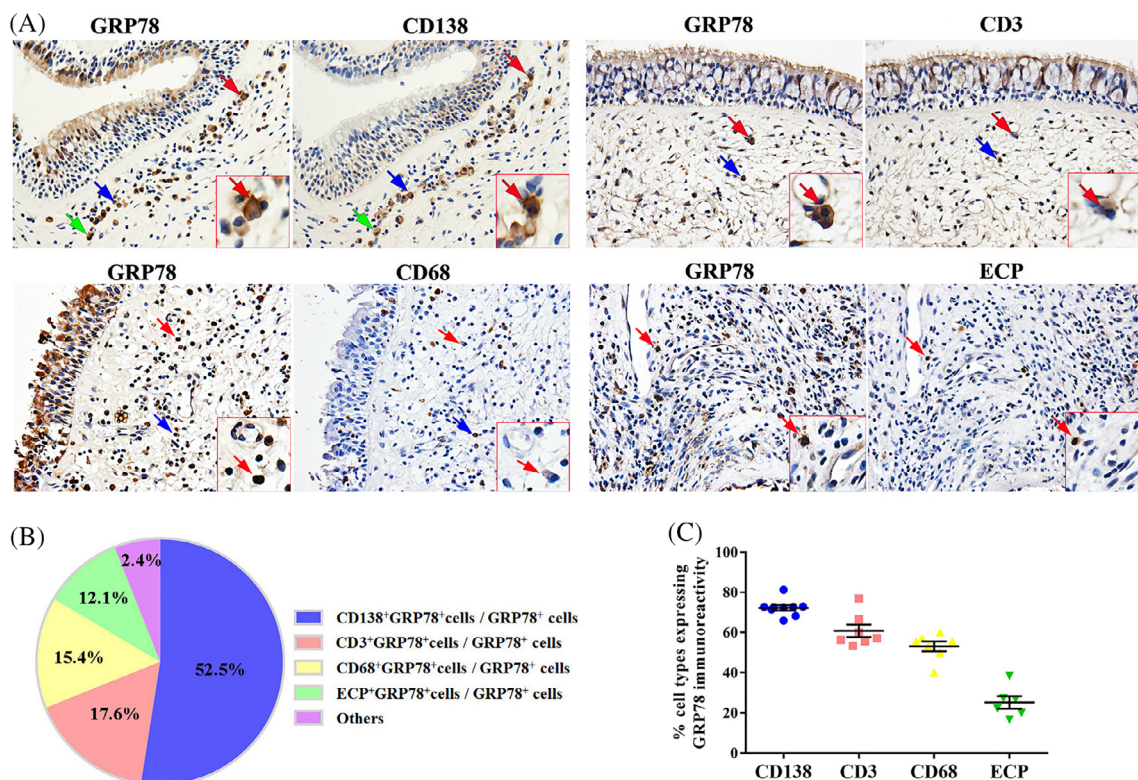 (A)
GRP78 CD138 GRP78 CD3
GRP78 CD68 GRP78 ECP
(B)
2.4%
12.1%
15.4%
52.5%
17.6%
CD138⁺GRP78⁺cells / GRP78⁺ cells
CD3⁺GRP78⁺cells / GRP78⁺ cells
CD68⁺GRP78⁺cells / GRP78⁺ cells
ECP⁺GRP78⁺cells / GRP78⁺ cells
Others
(C)
% cell types expressing
GRP78 immunoreactivity
100
80
60
40
20
0
CD138 CD3 CD68 ECP